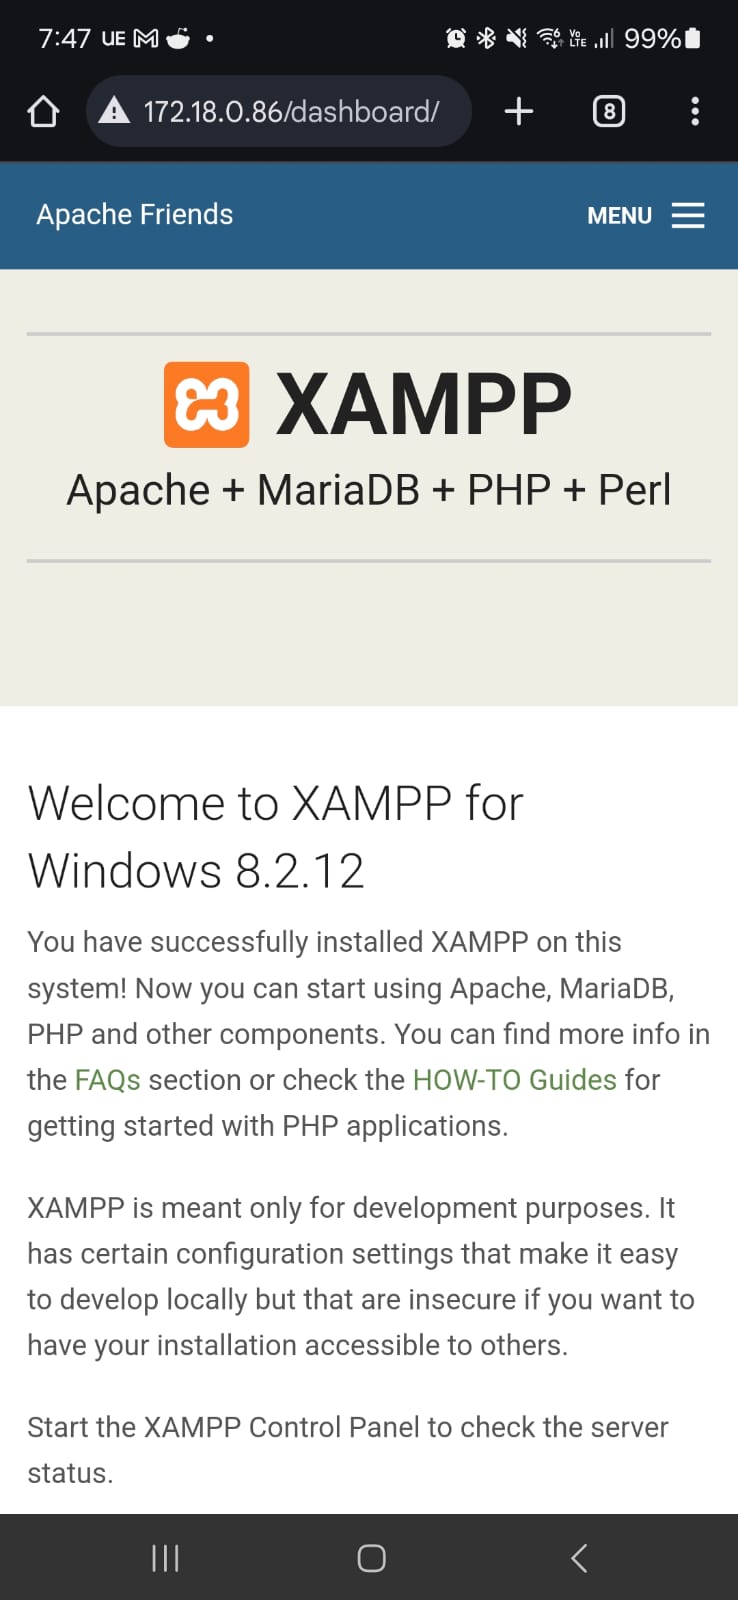 7:47 UE
Vo LTE 99%
172.18.0.86/dashboard/
8
Apache Friends
MENU
XAMPP
Apache + MariaDB + PHP + Perl
Welcome to XAMPP for
Windows 8.2.12
You have successfully installed XAMPP on this
system! Now you can start using Apache, MariaDB,
PHP and other components. You can find more info in
the FAQs section or check the HOW-TO Guides for
getting started with PHP applications.
XAMPP is meant only for development purposes. It
has certain configuration settings that make it easy
to develop locally but that are insecure if you want to
have your installation accessible to others.
Start the XAMPP Control Panel to check the server
status.